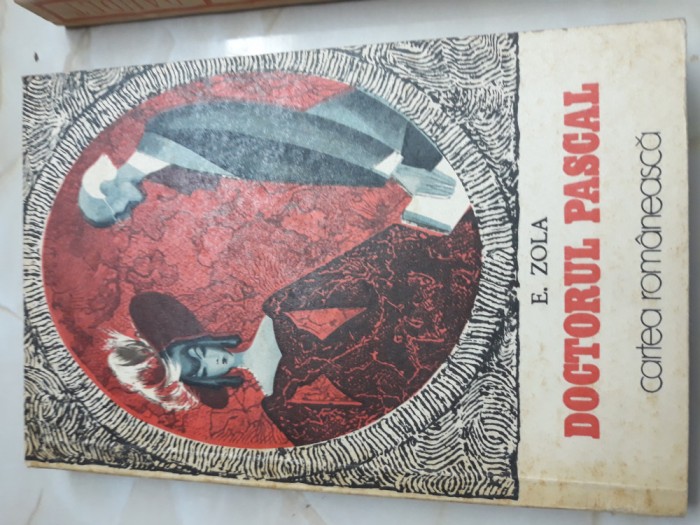 E. ZOLA
DOCTORUL PASCAL
cartea românească